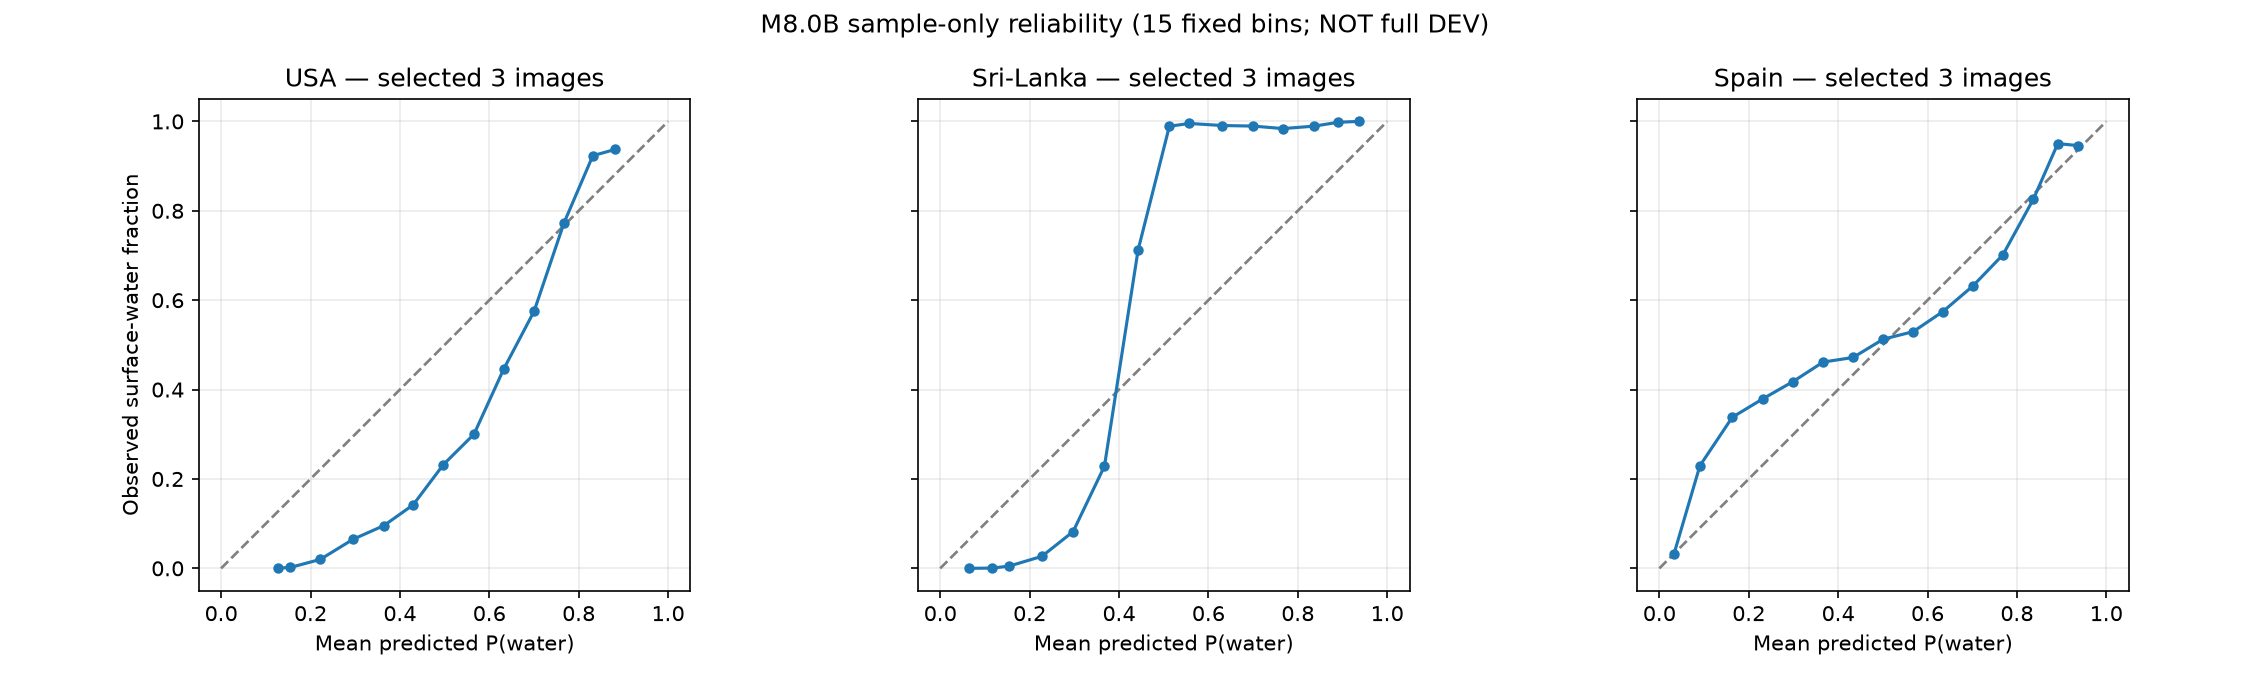 M8.0B sample-only reliability (15 fixed bins; NOT full DEV)
USA — selected 3 images
Sri-Lanka — selected 3 images
Spain — selected 3 images
Observed surface-water fraction
1.0
0.8
0.6
0.4
0.2
0.0
0.0 0.2 0.4 0.6 0.8 1.0
0.0 0.2 0.4 0.6 0.8 1.0
0.0 0.2 0.4 0.6 0.8 1.0
Mean predicted P(water)
Mean predicted P(water)
Mean predicted P(water)